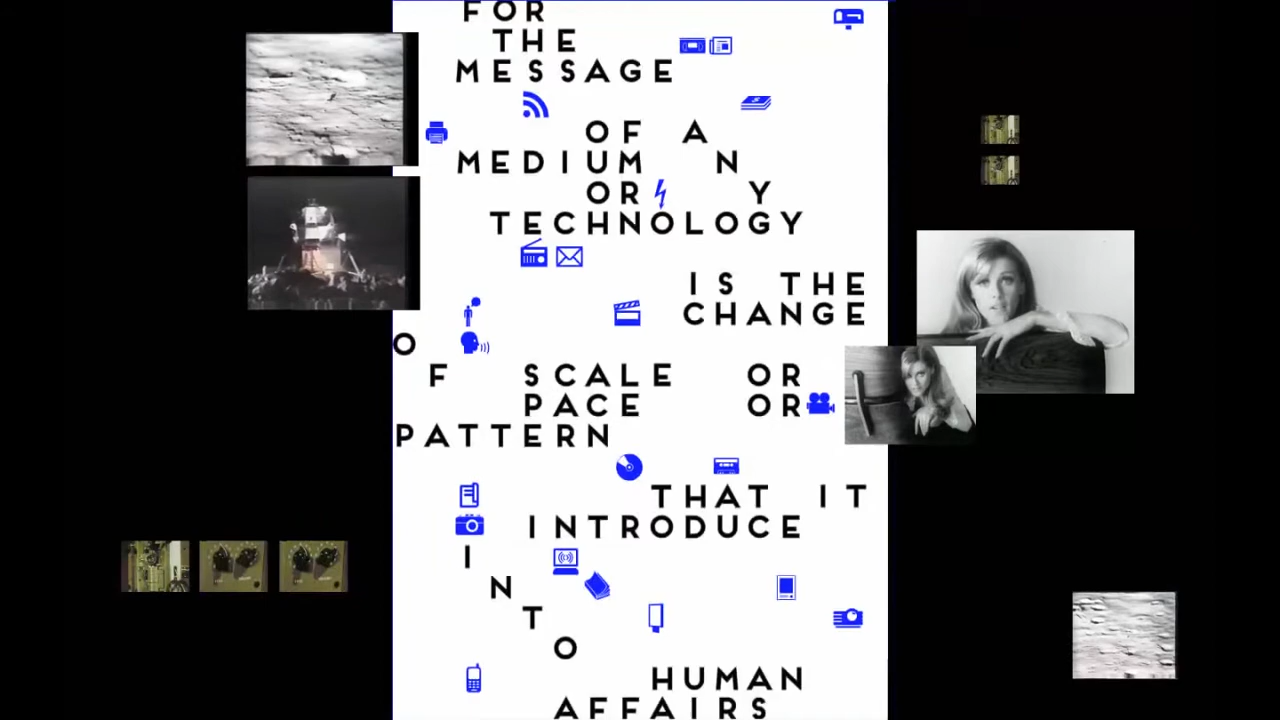 FOR
THE
MESSAGE
OF A
MEDIUM N
OR Y
TECHNOLOGY
IS THE
CHANGE
O
F SCALE OR
PACE OR
PATTERN
THAT IT
INTRODUCE
I
N
T
O
HUMAN
AFFAIRS